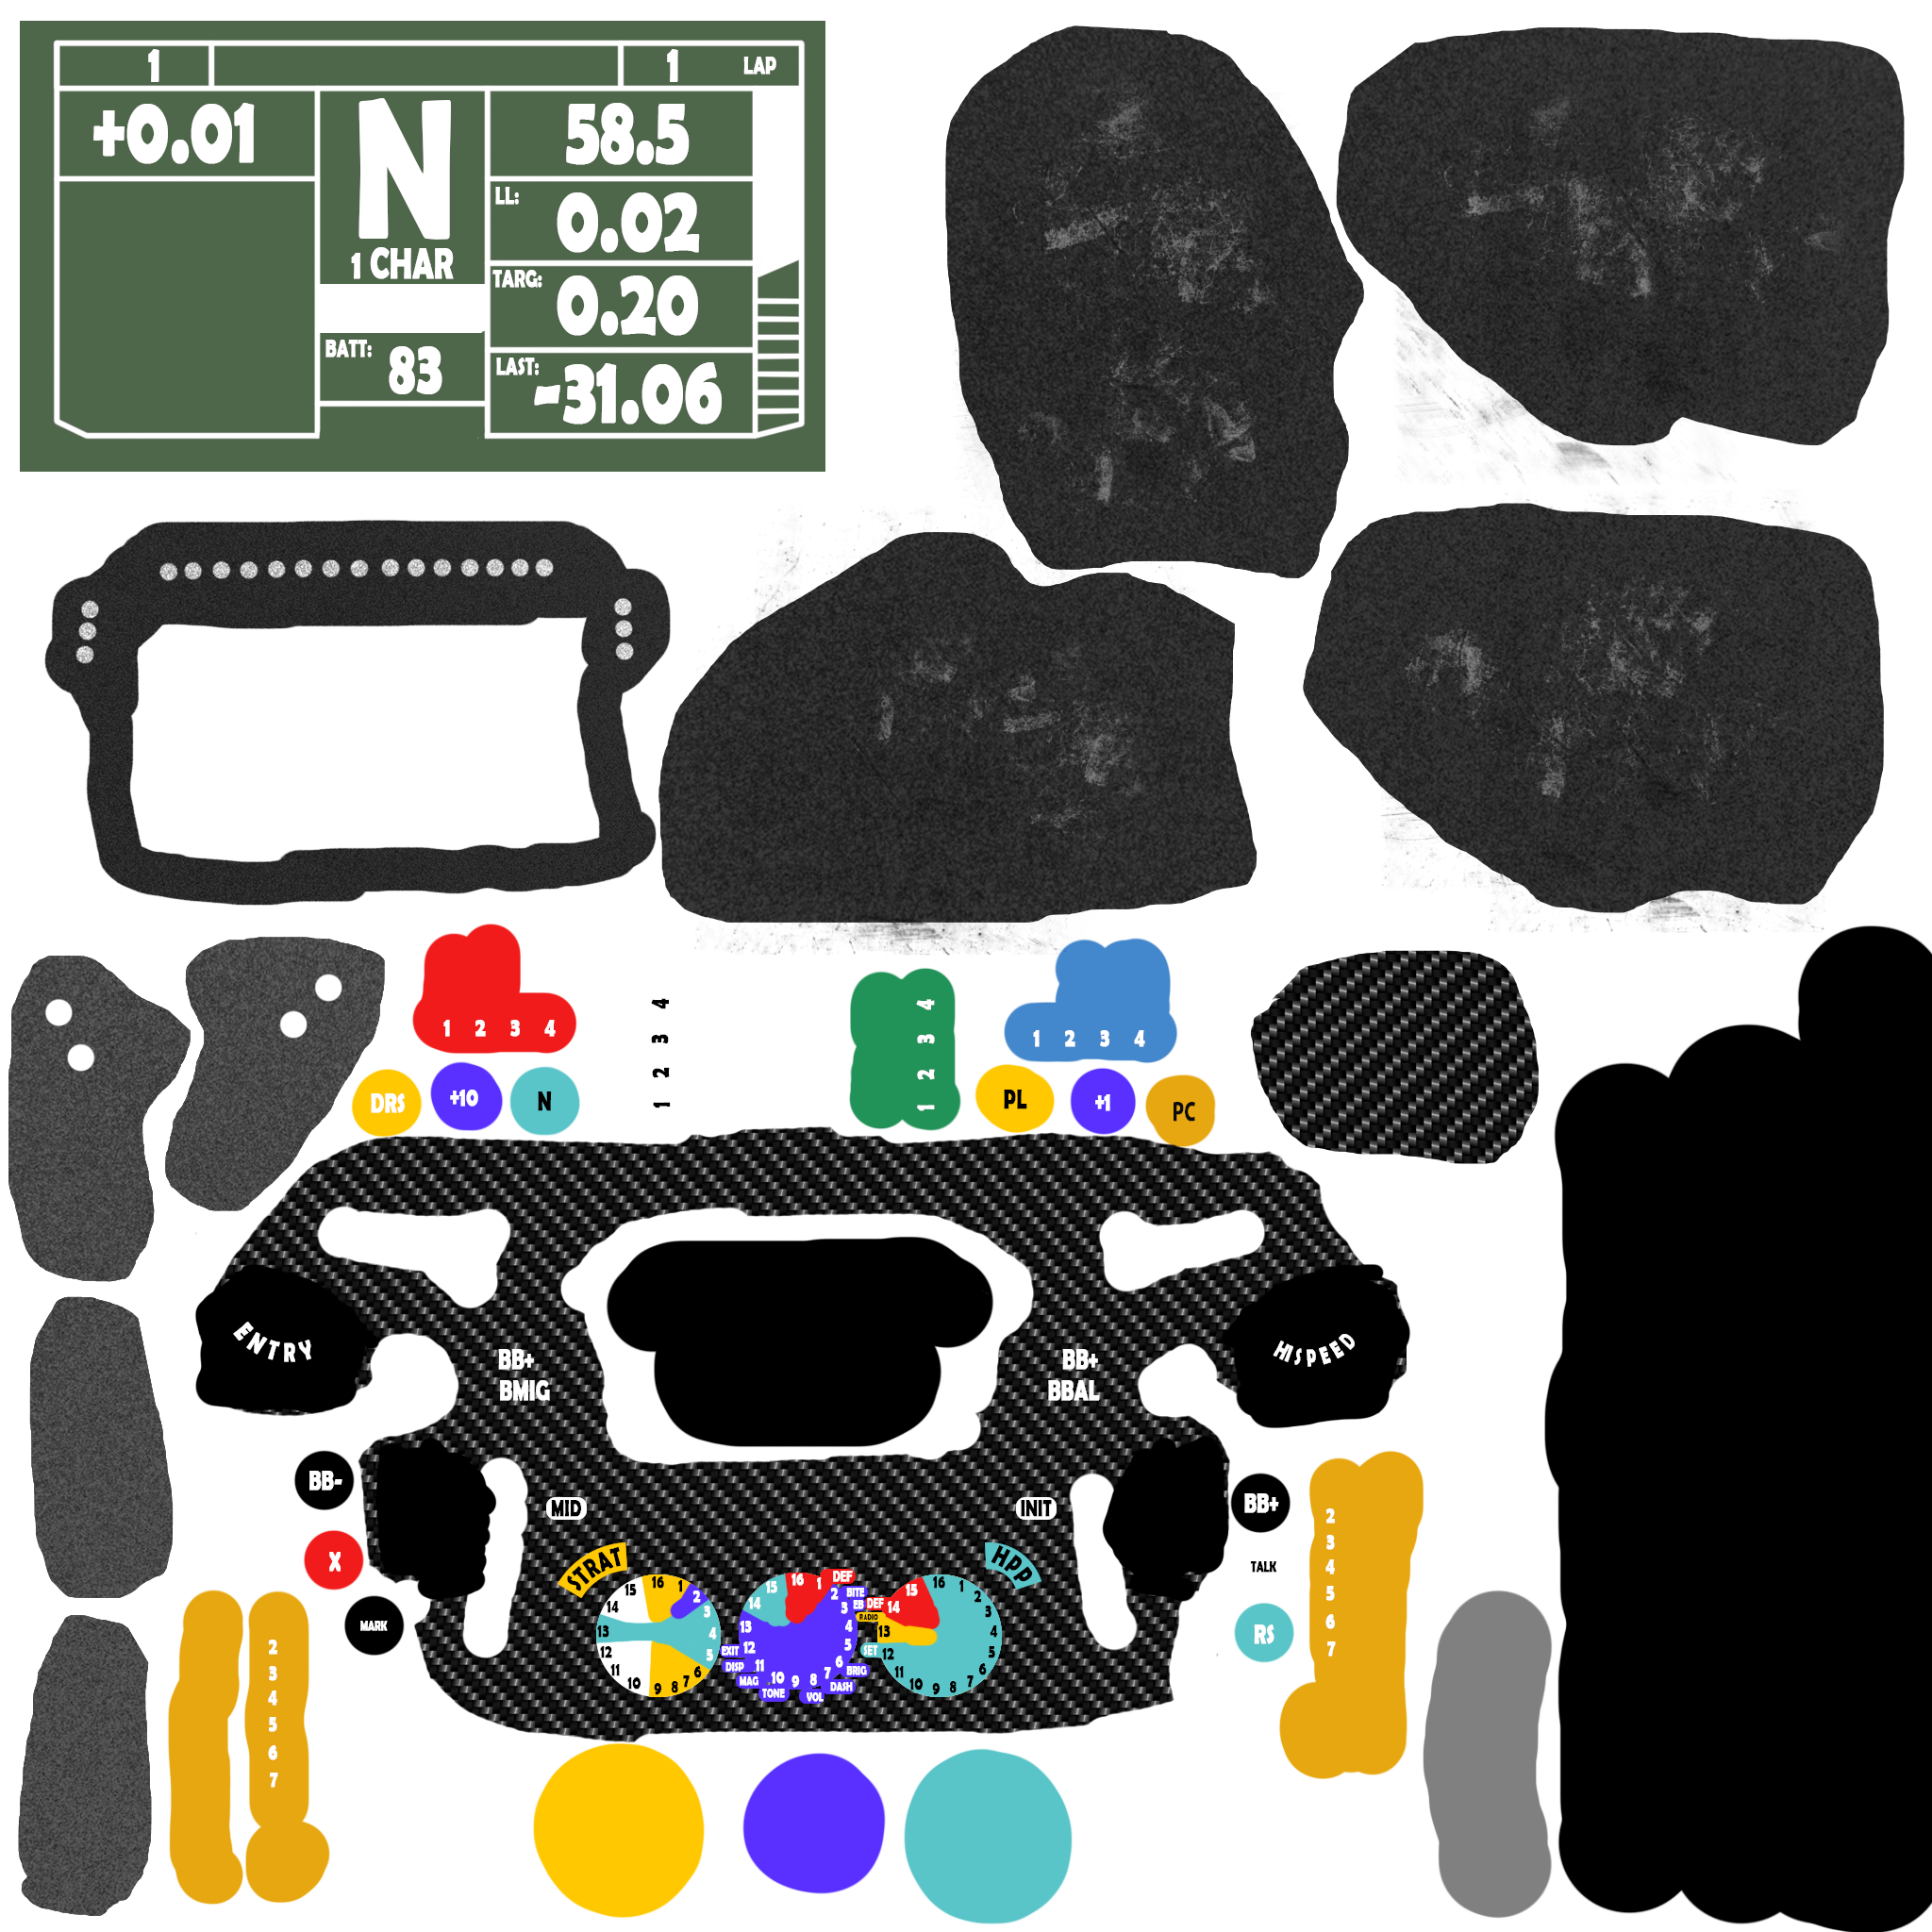 1
1 LAP
+0.01
N
1 CHAR
58.5
LL:
0.02
TARG:
0.20
BATT:
83
LAST:
-31.06
1 2 3 4
1 2 3 4
1 2 3 4
1 2 3 4
DRS
+10
N
PL
+1
PC
ENTRY
HISPEED
BB+
BMIG
BB+
BBAL
BB-
MID
INIT
BB+
X
STRAT
HPP
TALK
MARK
RS
16 1 2 3 4 5 6 7 8 9 10 11 12 13 14 15
16 1 2 3 4 5 6 7 8 9 10 11 12 13 14 15
DEF
BITE
EB
BRIG
DASH
VOL
TONE
MAG
DISP
EXIT
16 1 2 3 4 5 6 7 8 9 10 11 12 13 14 15
DEF
RADIO
SET
2
3
4
5
6
7
2
3
4
5
6
7